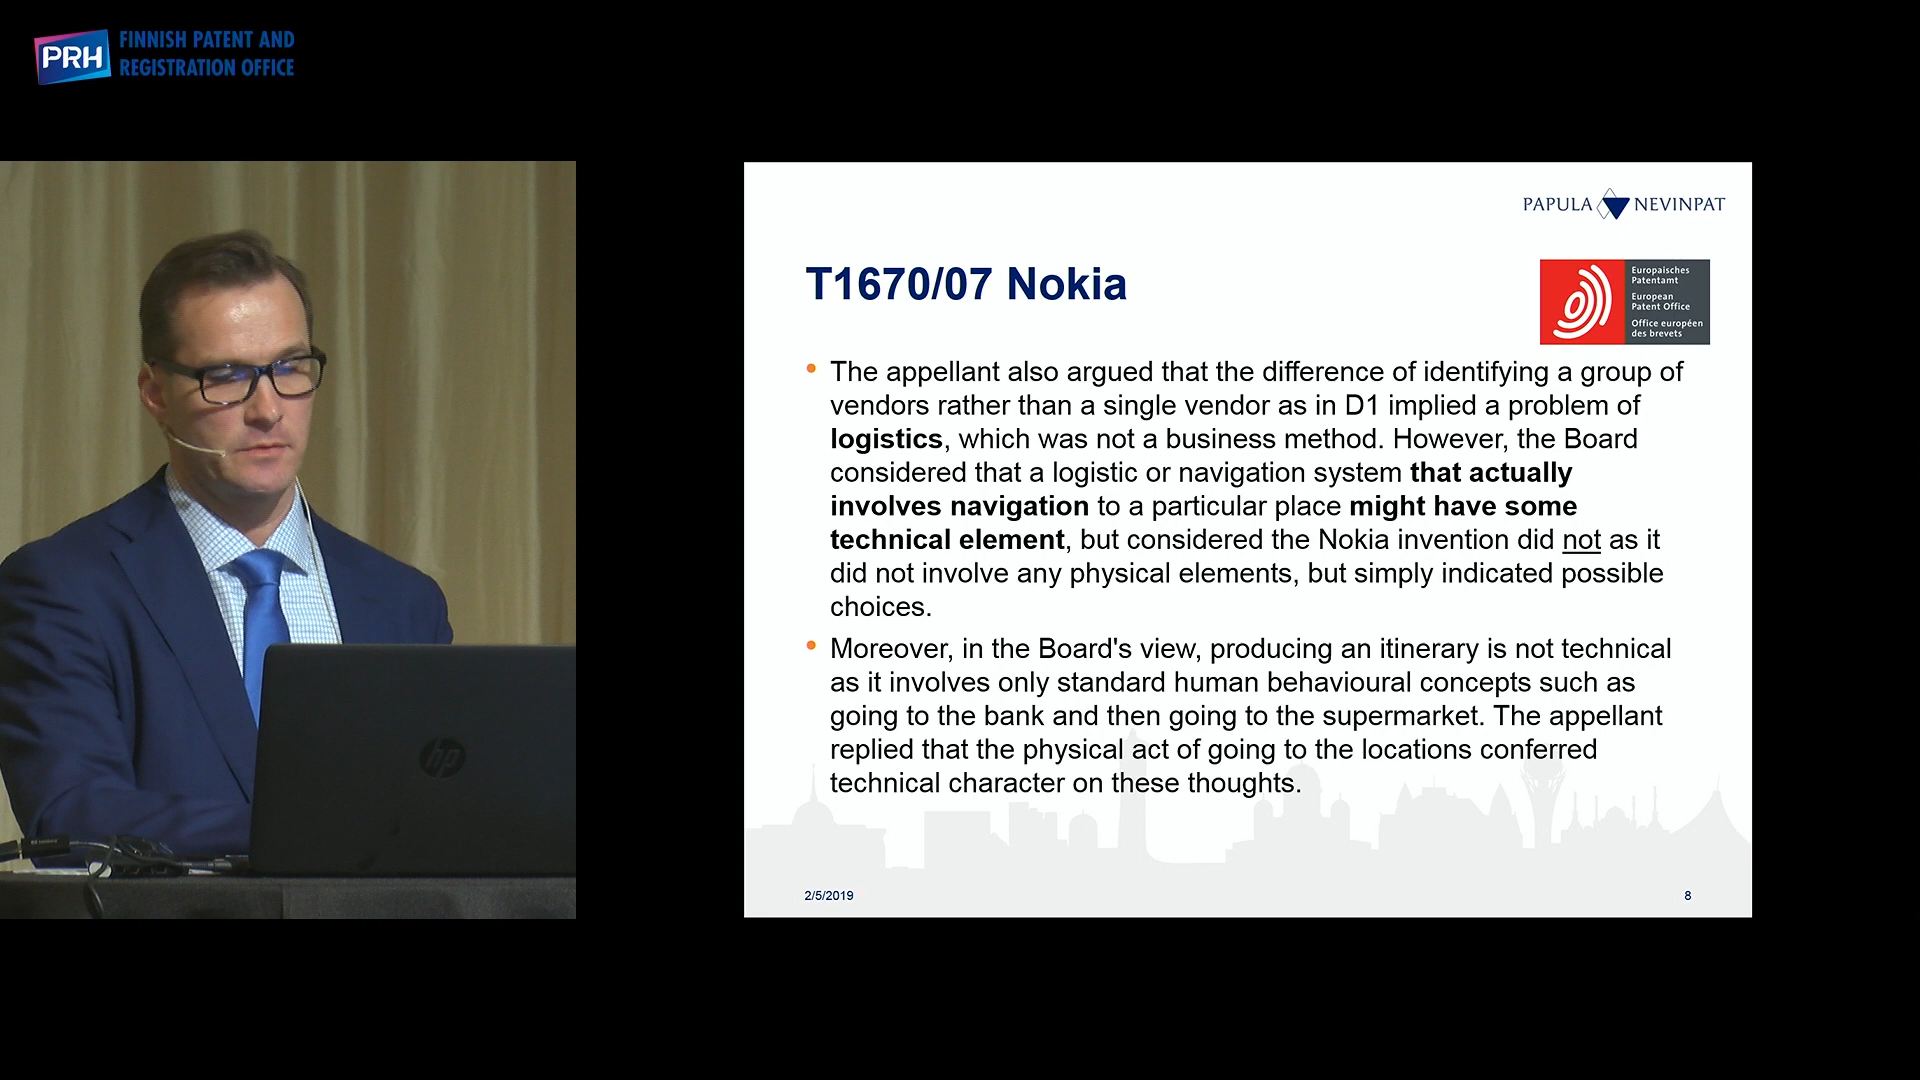 PRH
FINNISH PATENT AND
REGISTRATION OFFICE
PAPULA NEVINPAT
T1670/07 Nokia
Europäisches
Patentamt
European
Patent Office
Office européen
des brevets
• The appellant also argued that the difference of identifying a group of
vendors rather than a single vendor as in D1 implied a problem of
logistics, which was not a business method. However, the Board
considered that a logistic or navigation system that actually
involves navigation to a particular place might have some
technical element, but considered the Nokia invention did not as it
did not involve any physical elements, but simply indicated possible
choices.
• Moreover, in the Board's view, producing an itinerary is not technical
as it involves only standard human behavioural concepts such as
going to the bank and then going to the supermarket. The appellant
replied that the physical act of going to the locations conferred
technical character on these thoughts.
2/5/2019
8
hp